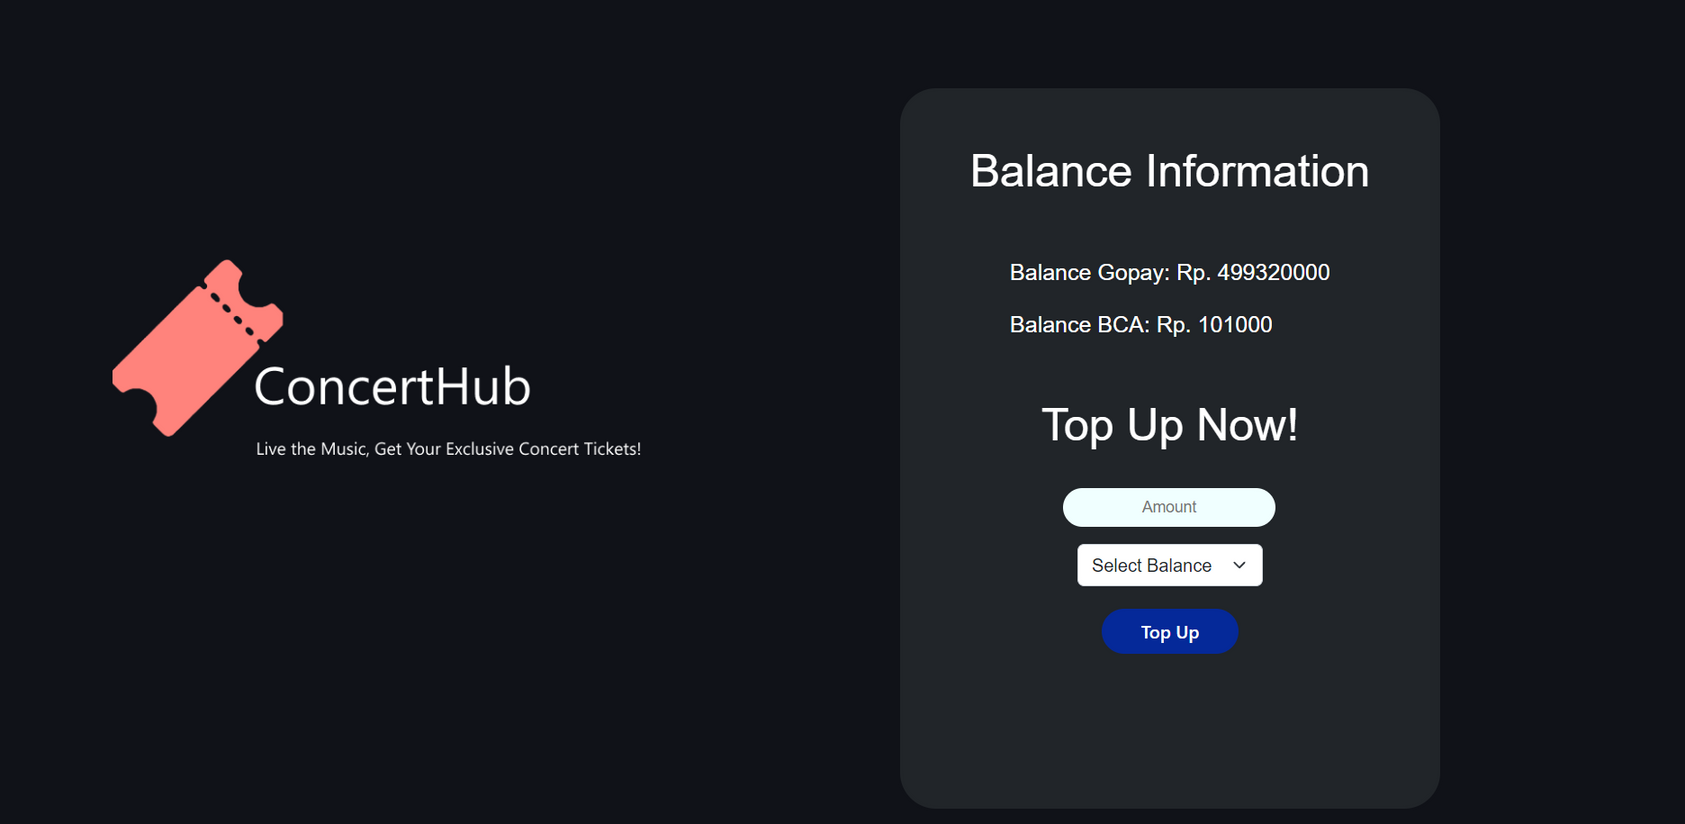 ConcertHub
Live the Music, Get Your Exclusive Concert Tickets!
Balance Information
Balance Gopay: Rp. 499320000
Balance BCA: Rp. 101000
Top Up Now!
Amount
Select Balance
Top Up